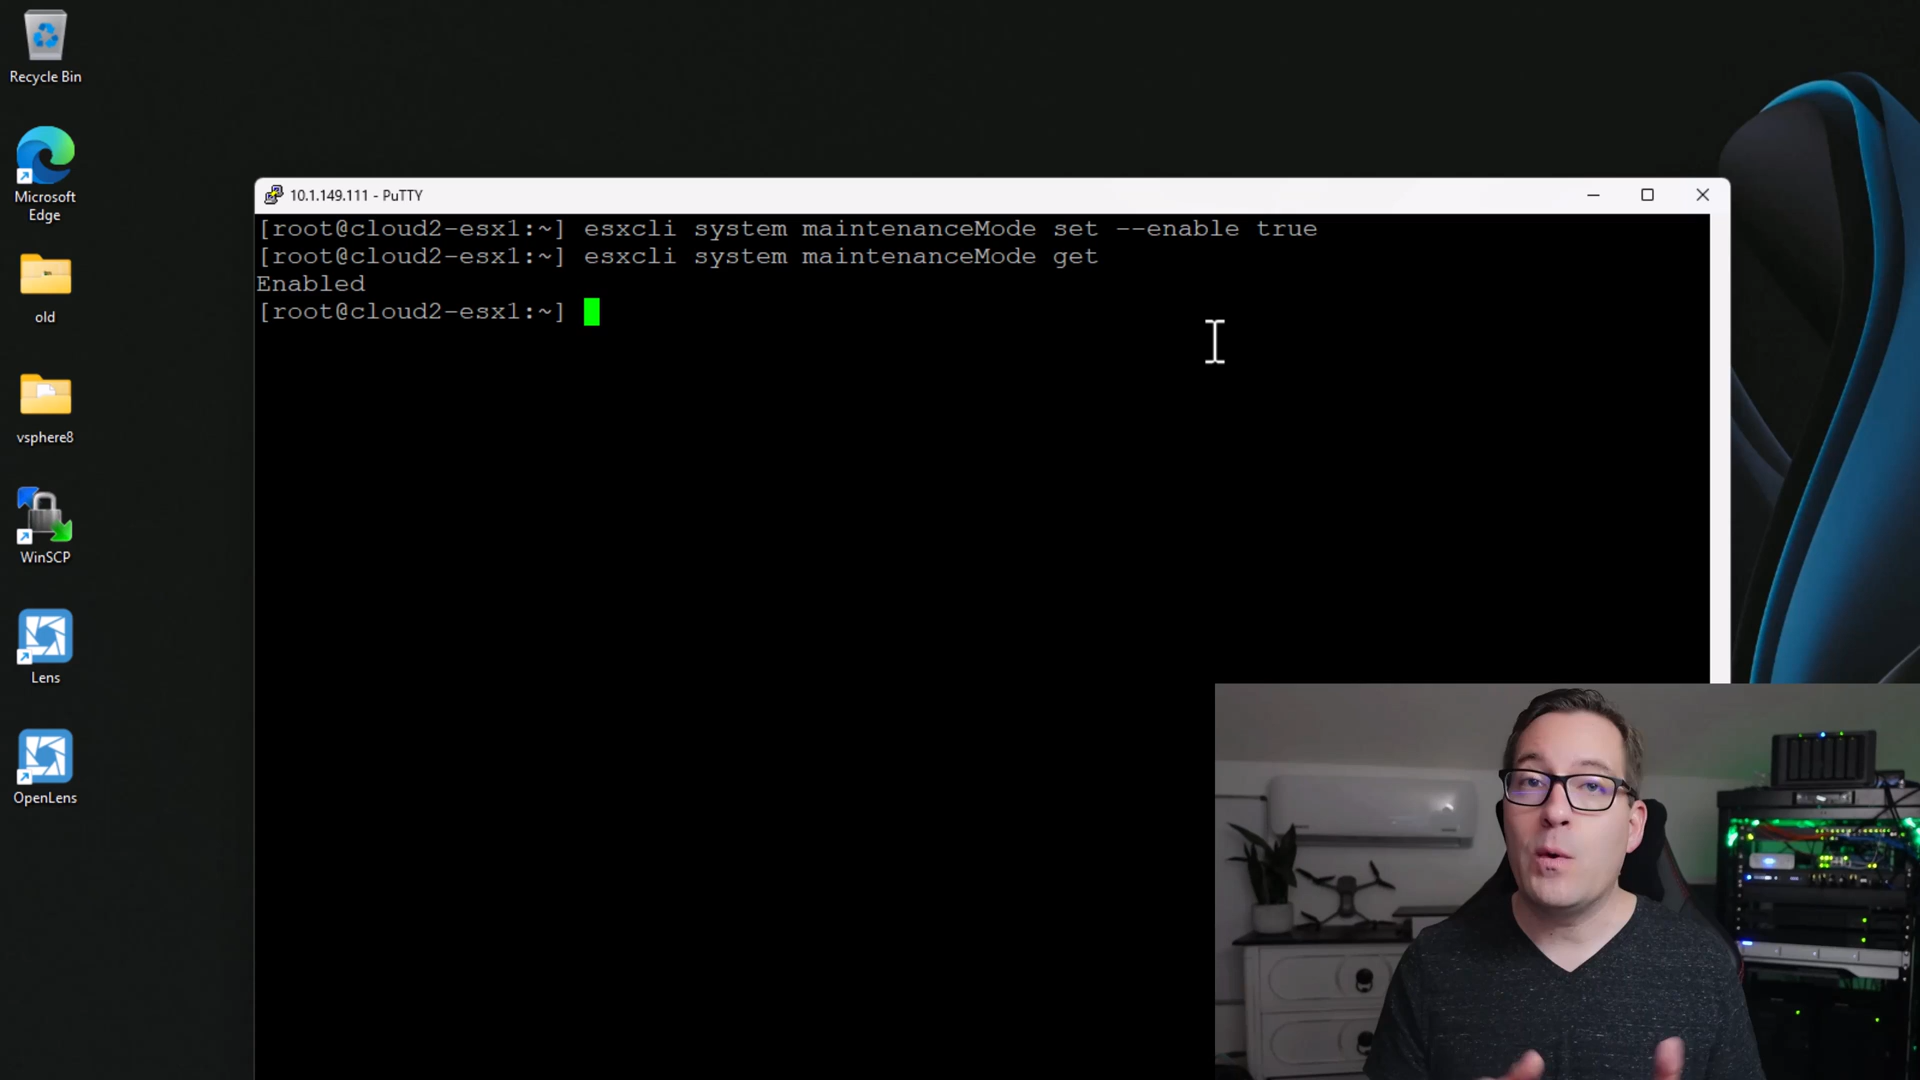 Recycle Bin
Microsoft
Edge
old
vsphere8
WinSCP
Lens
OpenLens
10.1.149.111 - PuTTY
[root@cloud2-esx1:~] esxcli system maintenanceMode set --enable true
[root@cloud2-esx1:~] esxcli system maintenanceMode get
Enabled
[root@cloud2-esx1:~]